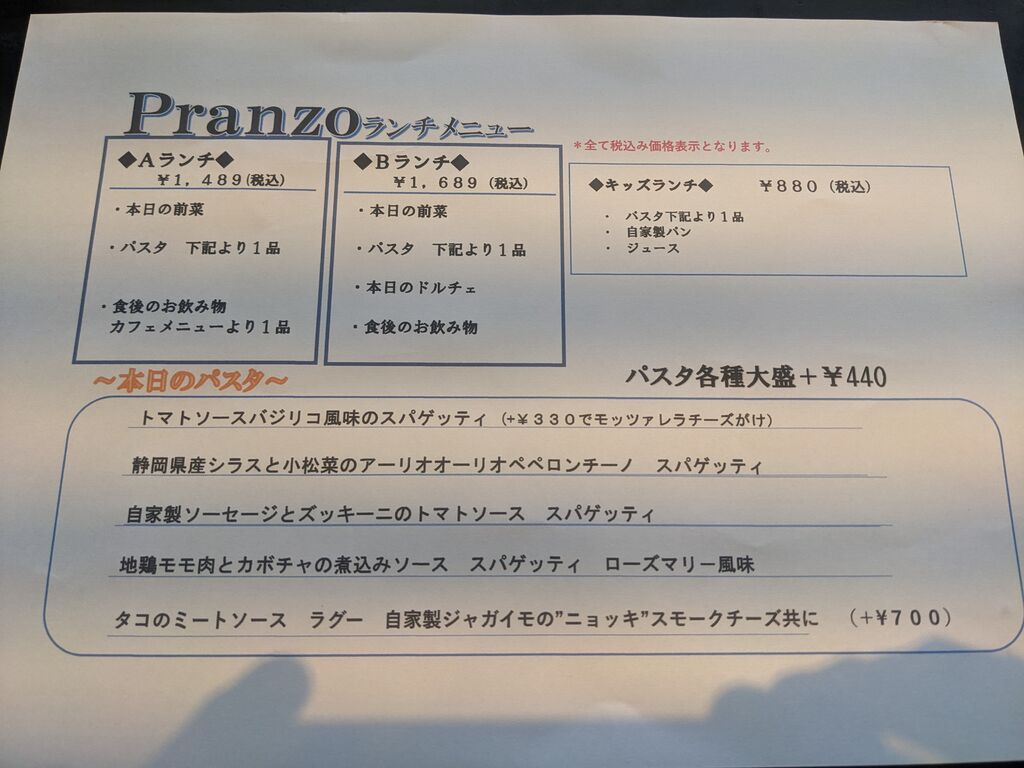 Pranzoランチメニュー
＊全て税込み価格表示となります。
◆Aランチ◆
￥1，489(税込)
・本日の前菜
・パスタ　下記より1品
・食後のお飲み物
カフェメニューより1品
◆Bランチ◆
￥1，689（税込）
・本日の前菜
・パスタ　下記より1品
・本日のドルチェ
・食後のお飲み物
◆キッズランチ◆　￥880（税込）
・　パスタ下記より1品
・　自家製パン
・　ジュース
～本日のパスタ～
パスタ各種大盛＋￥440
トマトソースバジリコ風味のスパゲッティ（+￥330でモッツァレラチーズがけ）
静岡県産シラスと小松菜のアーリオオーリオペペロンチーノ　スパゲッティ
自家製ソーセージとズッキーニのトマトソース　スパゲッティ
地鶏モモ肉とカボチャの煮込みソース　スパゲッティ　ローズマリー風味
タコのミートソース　ラグー　自家製ジャガイモの”ニョッキ”スモークチーズ共に　（+￥700）